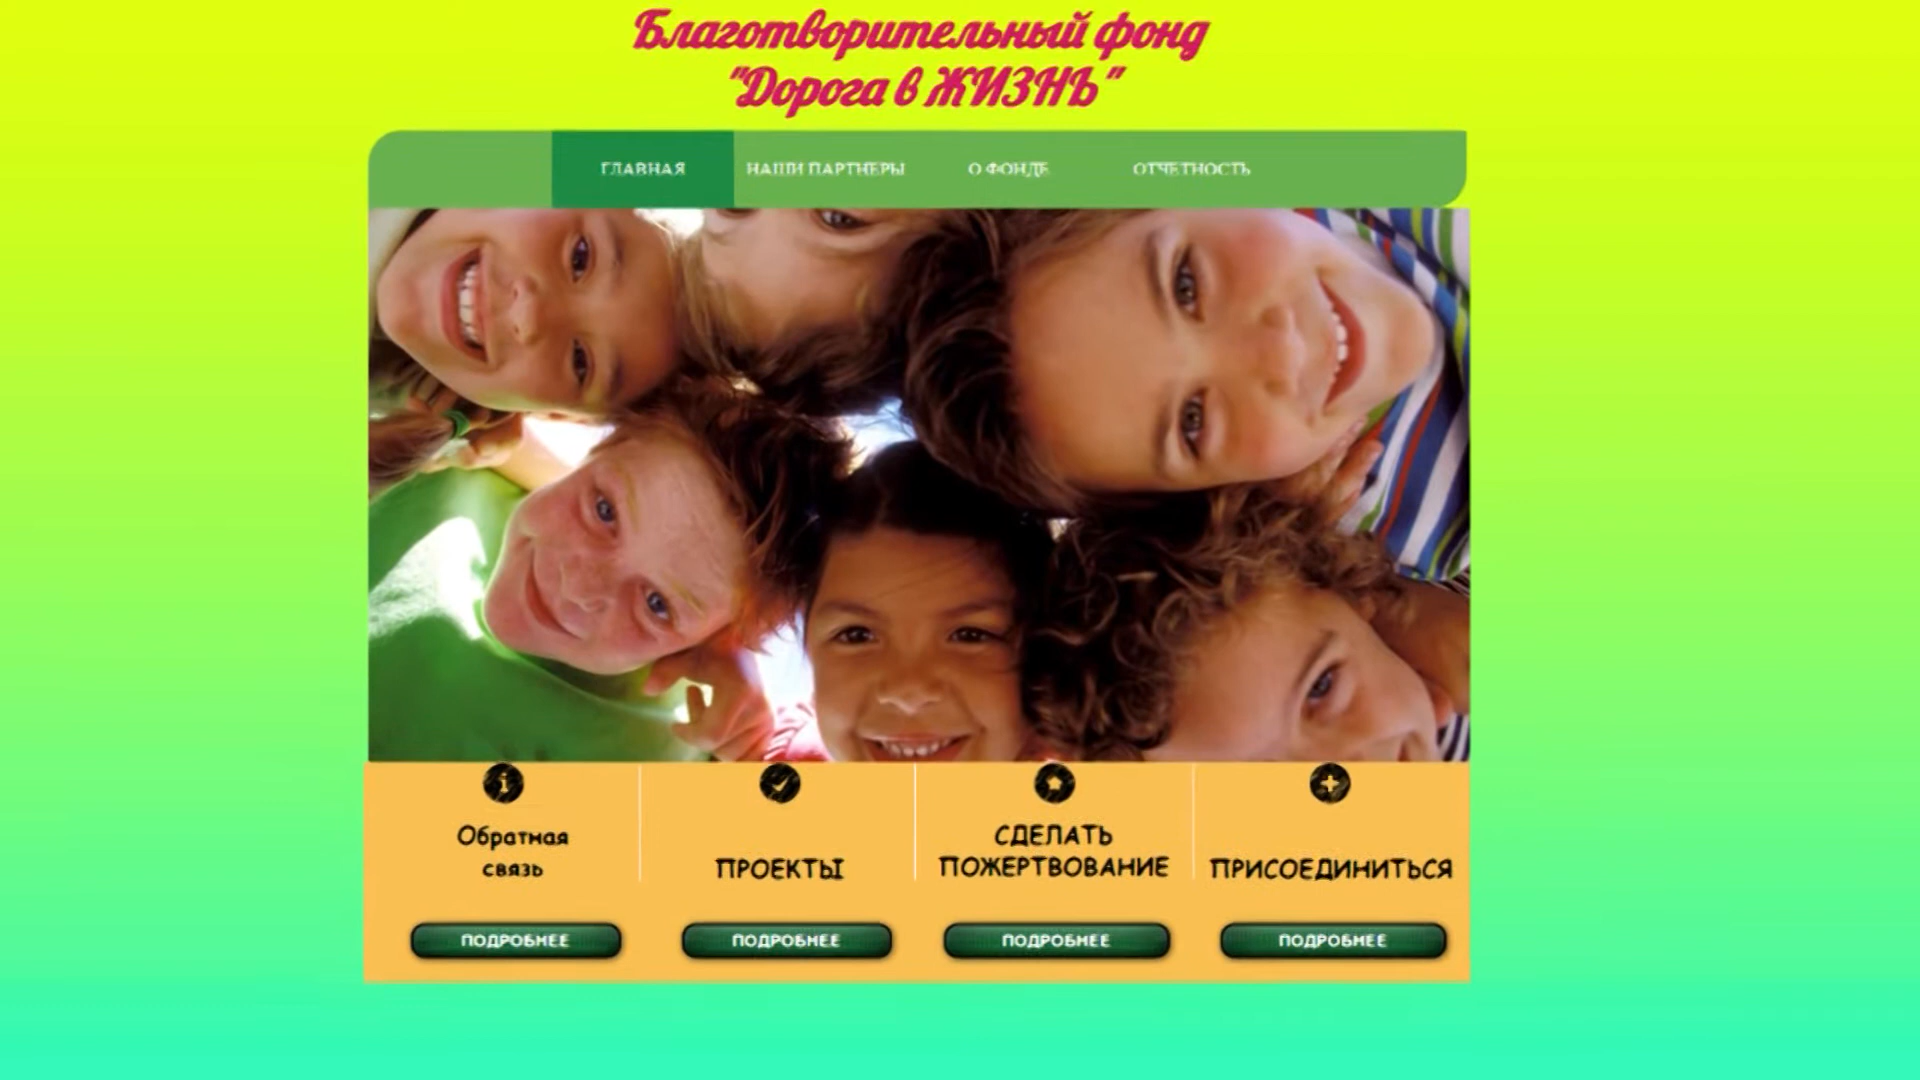 Благотворительный фонд
"Дорога в ЖИЗНЬ"
ГЛАВНАЯ НАШИ ПАРТНЕРЫ О ФОНДЕ ОТЧЕТНОСТЬ
Обратная
связь
ПРОЕКТЫ
СДЕЛАТЬ
ПОЖЕРТВОВАНИЕ
ПРИСОЕДИНИТЬСЯ
ПОДРОБНЕЕ ПОДРОБНЕЕ ПОДРОБНЕЕ ПОДРОБНЕЕ